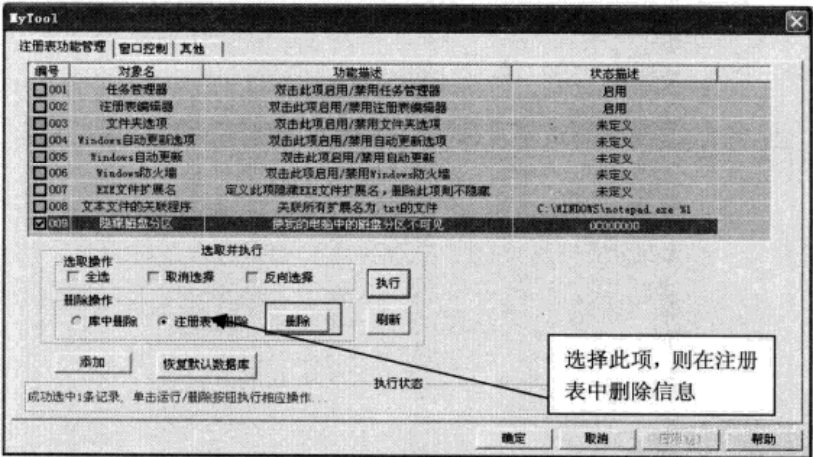 MyTool
注册表功能管理 窗口控制 其他
编号 对象名 功能描述 状态描述
001 任务管理器 双击此项启用/禁用任务管理器 启用
002 注册表编辑器 双击此项启用/禁用注册表编辑器 启用
003 文件夹选项 双击此项启用/禁用文件夹选项 未定义
004 Windows自动更新选项 双击此项启用/禁用自动更新选项 未定义
005 Windows自动更新 双击此项启用/禁用自动更新 未定义
006 Windows防火墙 双击此项启用/禁用Windows防火墙 未定义
007 EXE文件扩展名 定义此项隐藏EXE文件扩展名,删除此项则不隐藏 未定义
008 文本文件的关联程序 关联所有扩展名为.txt的文件 C:\WINDOWS\notepad.exe %1
009 隐藏磁盘分区 使我的电脑中的磁盘分区不可见 00000000
选取并执行
选取操作
全选 取消选择 反向选择 执行
删除操作
库中删除 注册表 删除 删除 刷新
添加 恢复默认数据库
选择此项,则在注册
表中删除信息
执行状态
成功选中1条记录, 单击运行/删除按钮执行相应操作...
确定 取消 应用(A) 帮助